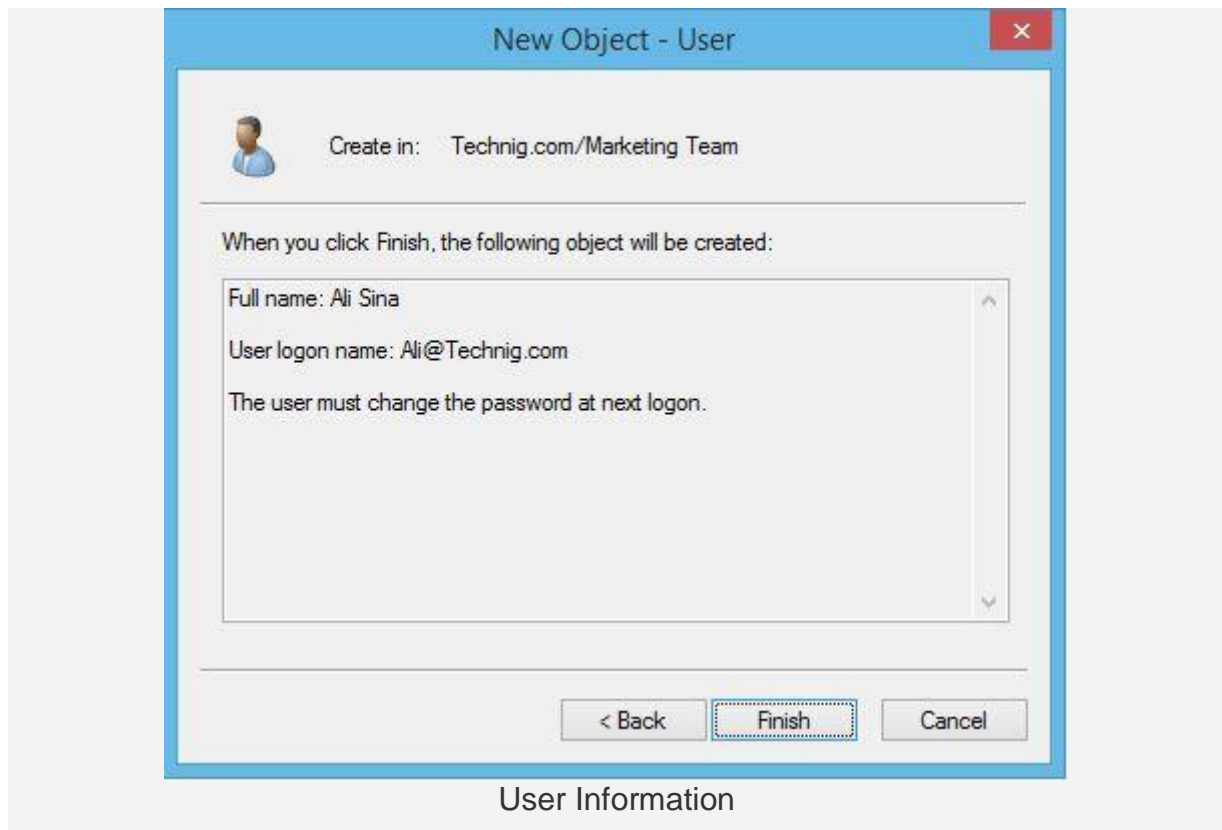 New Object - User
Create in: Technig.com/Marketing Team
When you click Finish, the following object will be created:
Full name: Ali Sina
User logon name: Ali@Technig.com
The user must change the password at next logon.
< Back Finish Cancel
User Information